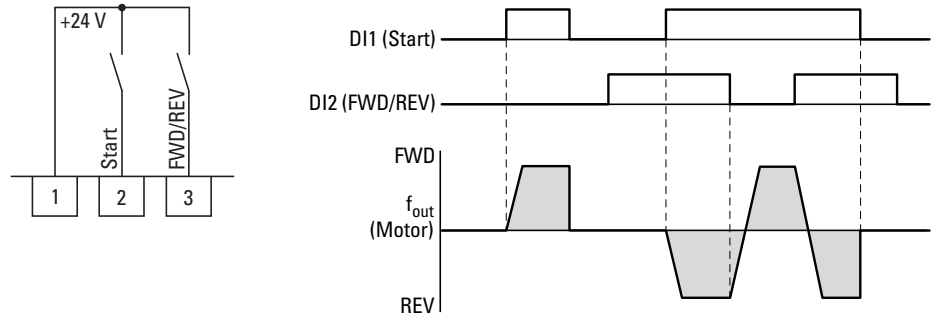 +24 V
Start
FWD/REV
1
2
3
DI1 (Start)
DI2 (FWD/REV)
FWD
fout
(Motor)
REV